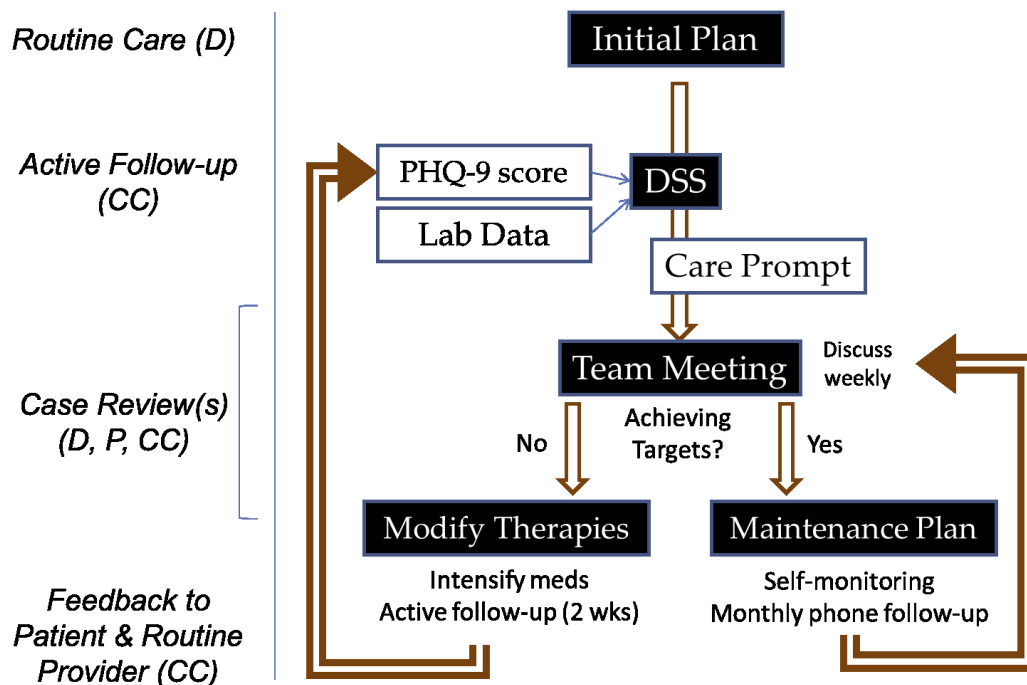 Routine Care (D)
Initial Plan
Active Follow-up
(CC)
PHQ-9 score
Lab Data
DSS
Care Prompt
Case Review(s)
(D, P, CC)
Team Meeting
Discuss
weekly
Achieving
Targets?
No
Yes
Modify Therapies
Maintenance Plan
Feedback to
Patient & Routine
Provider (CC)
Intensify meds
Active follow-up (2 wks)
Self-monitoring
Monthly phone follow-up